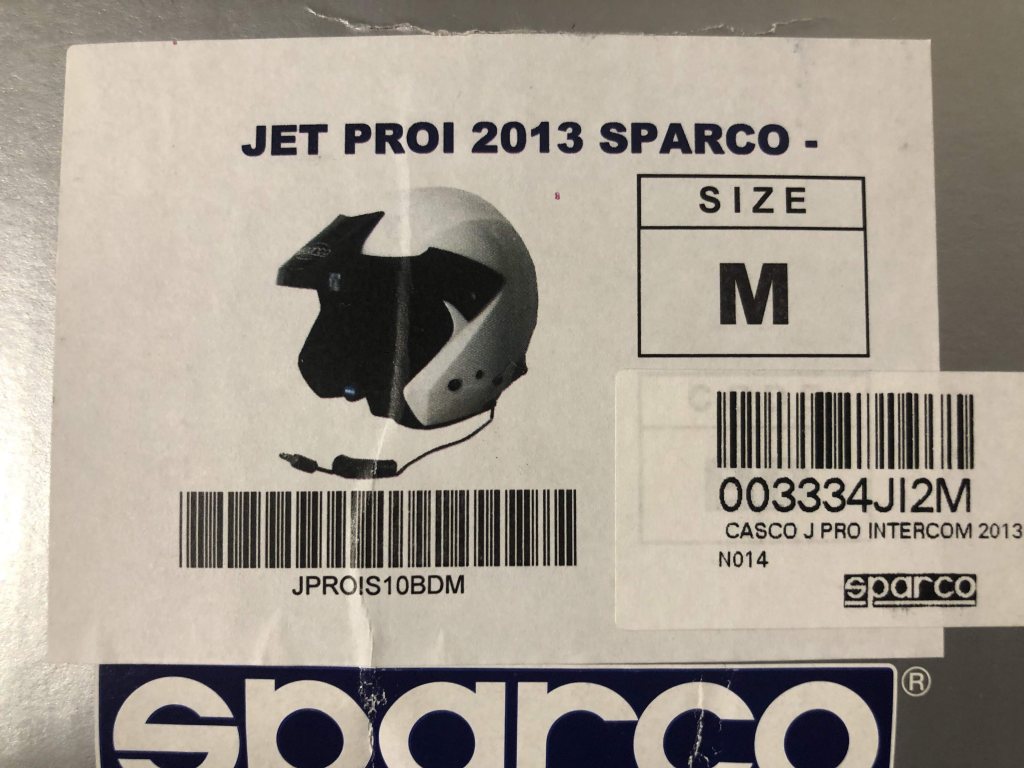 JET PROI 2013 SPARCO -
SIZE
M
003334JI2M
CASCO J PRO INTERCOM 2013
N014
sparco
JPROIS10BDM
sparco®